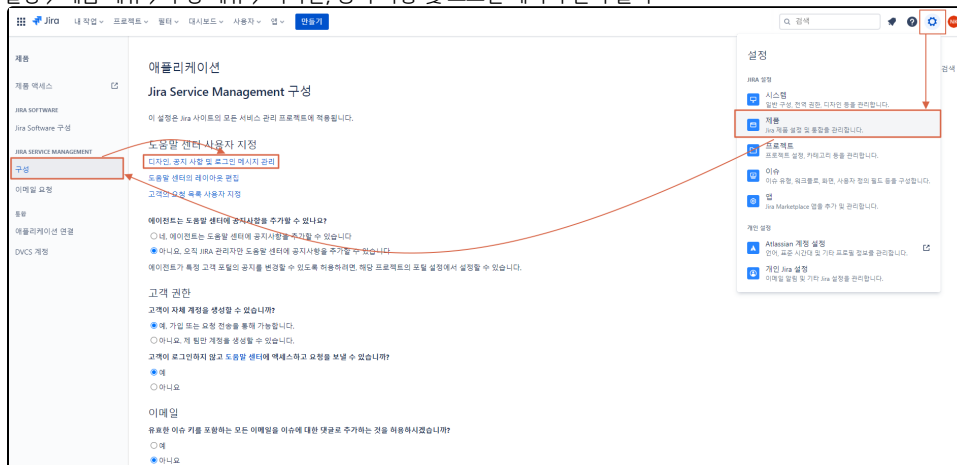 Jira 내 작업 프로젝트 필터 대시보드 사용자 앱 만들기
검색
제품
제품 액세스
JIRA SOFTWARE
Jira Software 구성
JIRA SERVICE MANAGEMENT
구성
이메일 요청
통합
애플리케이션 연결
DVCS 계정
애플리케이션
검색
Jira Service Management 구성
이 설정은 Jira 사이트의 모든 서비스 관리 프로젝트에 적용됩니다.
도움말 센터 사용자 지정
디자인, 공지 사항 및 로그인 메시지 관리
도움말 센터의 레이아웃 편집
고객의 요청 목록 사용자 지정
에이전트는 도움말 센터에 공지사항을 추가할 수 있나요?
네, 에이전트는 도움말 센터에 공지사항을 추가할 수 있습니다
아니요, 오직 JIRA 관리자만 도움말 센터에 공지사항을 추가할 수 있습니다.
에이전트가 특정 고객 포털의 공지를 변경할 수 있도록 허용하려면, 해당 프로젝트의 포털 설정에서 설정할 수 있습니다.
고객 권한
고객이 자체 계정을 생성할 수 있습니까?
예, 가입 또는 요청 전송을 통해 가능합니다.
아니요, 제 팀만 계정을 생성할 수 있습니다.
고객이 로그인하지 않고 도움말 센터에 액세스하고 요청을 보낼 수 있습니까?
예
아니요
이메일
유효한 이슈 키를 포함하는 모든 이메일을 이슈에 대한 댓글로 추가하는 것을 허용하시겠습니까?
예
아니요
설정
JIRA 설정
시스템
일반 구성, 전역 권한, 디자인 등을 관리합니다.
제품
Jira 제품 설정 및 통합을 관리합니다.
프로젝트
프로젝트 설정, 카테고리 등을 관리합니다.
이슈
이슈 유형, 워크플로, 화면, 사용자 정의 필드 등을 구성합니다.
앱
Jira Marketplace 앱을 추가 및 관리합니다.
개인 설정
Atlassian 계정 설정
언어, 표준 시간대 및 기타 프로필 정보를 관리합니다.
개인 Jira 설정
이메일 알림 및 기타 Jira 설정을 관리합니다.